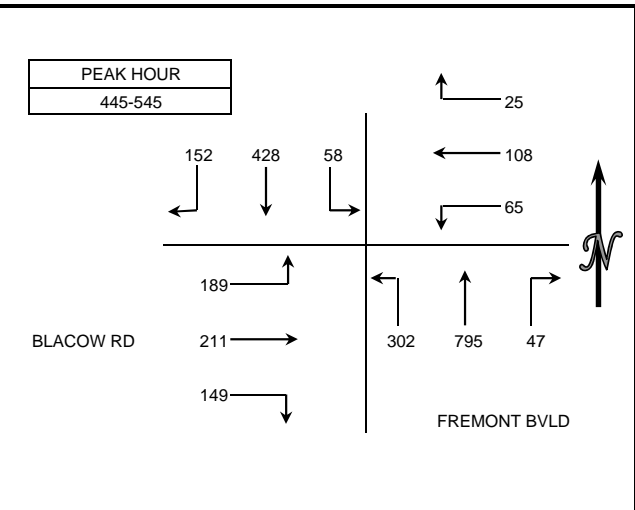 PEAK HOUR
445-545
25
152 428 58
108
65
N
189
BLACOW RD 211
302 795 47
149
FREMONT BVLD